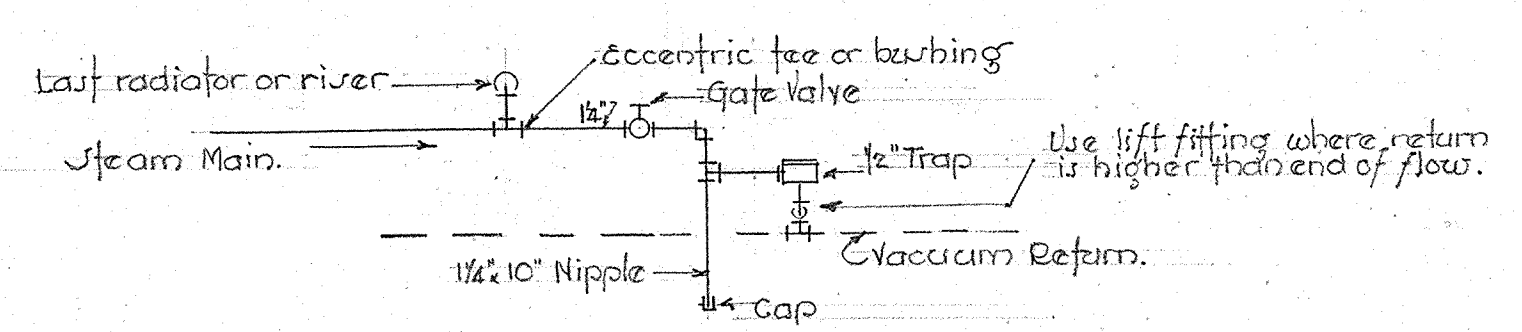 Eccentric tee or bushing
Last radiator or riser
Gate Valve
1¼"
Steam Main.
Use lift fitting where return
is higher than end of flow.
½" Trap
Vacuum Return.
1¼" x 10" Nipple
Cap